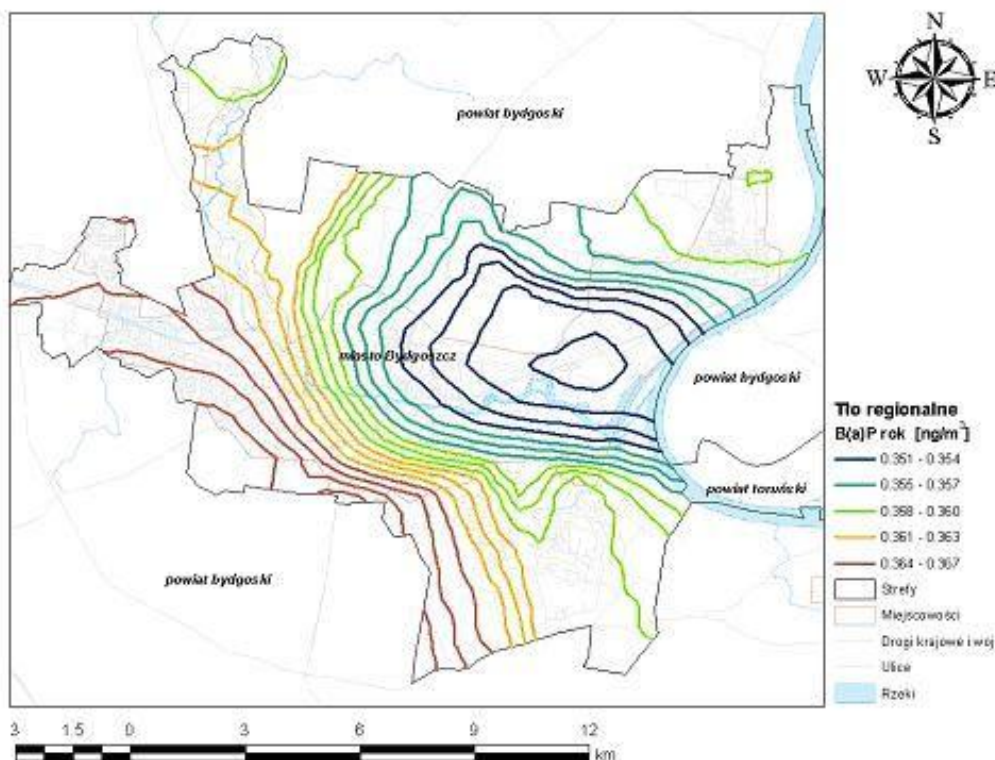 N
W E
S
powiat bydgoski
miasto Bydgoszcz
powiat bydgoski
powiat toruński
powiat bydgoski
Tło regionalne
B(a)P rok [ng/m³]
0.351 - 0.354
0.355 - 0.357
0.358 - 0.360
0.361 - 0.363
0.364 - 0.367
Strefy
Miejscowości
Drogi krajowe i woj
Ulice
Rzeki
3 1.5 0 3 6 9 12
km